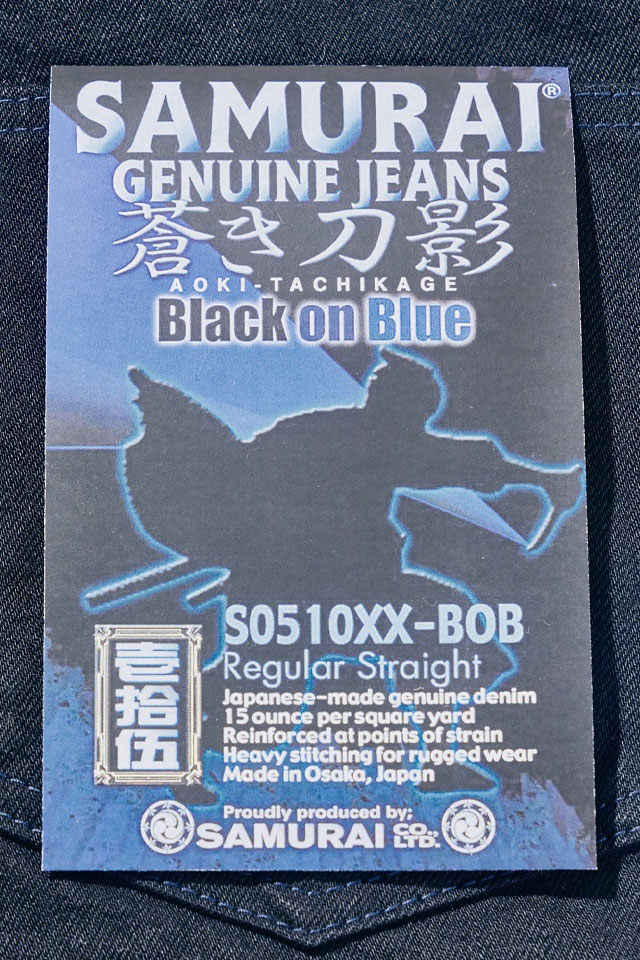 SAMURAI®
GENUINE JEANS
蒼き刀影
AOKI-TACHIKAGE
Black on Blue
S0510XX-BOB
Regular Straight
壱拾伍
Japanese-made genuine denim
15 ounce per square yard
Reinforced at points of strain
Heavy stitching for rugged wear
Made in Osaka, Japan
Proudly produced by;
SAMURAI CO., LTD.